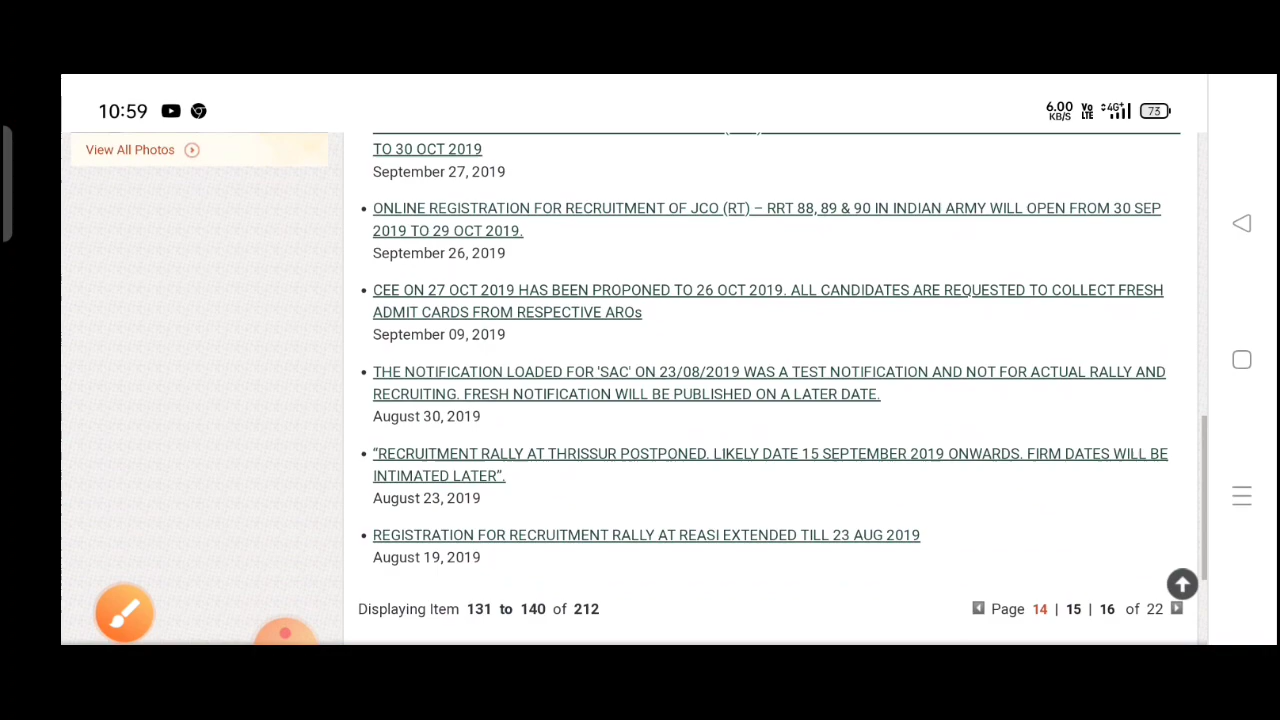 10:59
6.00 KB/S Vo LTE 4G+ 73
View All Photos
TO 30 OCT 2019
September 27, 2019
• ONLINE REGISTRATION FOR RECRUITMENT OF JCO (RT) – RRT 88, 89 & 90 IN INDIAN ARMY WILL OPEN FROM 30 SEP
2019 TO 29 OCT 2019.
September 26, 2019
• CEE ON 27 OCT 2019 HAS BEEN PROPONED TO 26 OCT 2019. ALL CANDIDATES ARE REQUESTED TO COLLECT FRESH
ADMIT CARDS FROM RESPECTIVE AROs
September 09, 2019
• THE NOTIFICATION LOADED FOR 'SAC' ON 23/08/2019 WAS A TEST NOTIFICATION AND NOT FOR ACTUAL RALLY AND
RECRUITING. FRESH NOTIFICATION WILL BE PUBLISHED ON A LATER DATE.
August 30, 2019
• “RECRUITMENT RALLY AT THRISSUR POSTPONED. LIKELY DATE 15 SEPTEMBER 2019 ONWARDS. FIRM DATES WILL BE
INTIMATED LATER”.
August 23, 2019
• REGISTRATION FOR RECRUITMENT RALLY AT REASI EXTENDED TILL 23 AUG 2019
August 19, 2019
Displaying Item 131 to 140 of 212
Page 14 | 15 | 16 of 22